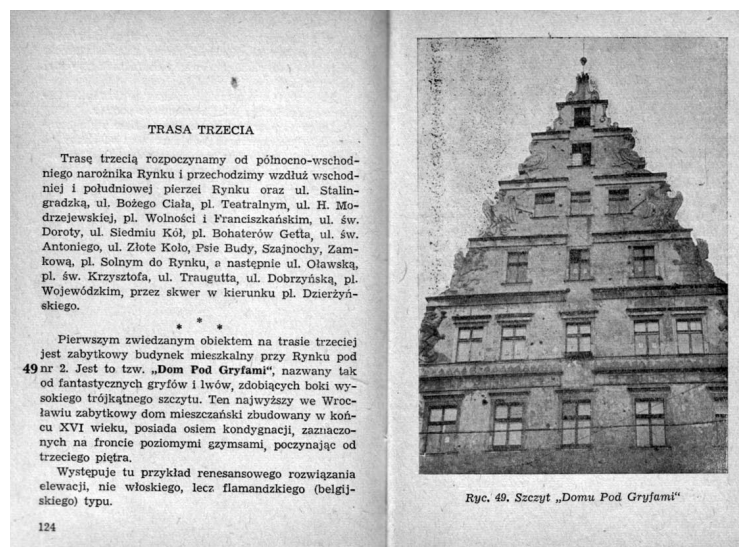 TRASA TRZECIA
Trasę trzecią rozpoczynamy od północno-wschod-
niego narożnika Rynku i przechodzimy wzdłuż wschod-
niej i południowej pierzei Rynku oraz ul. Stalin-
gradzką, ul. Bożego Ciała, pl. Teatralnym, ul. H. Mo-
drzejewskiej, pl. Wolności i Franciszkańskim, ul. św.
Doroty, ul. Siedmiu Kół, pl. Bohaterów Getta, ul. św.
Antoniego, ul. Złote Koło, Psie Budy, Szajnochy, Zam-
kową, pl. Solnym do Rynku, a następnie ul. Oławską,
pl. św. Krzysztofa, ul. Traugutta, ul. Dobrzyńską, pl.
Wojewódzkim, przez skwer w kierunku pl. Dzierżyń-
skiego.
* * *
Pierwszym zwiedzanym obiektem na trasie trzeciej
jest zabytkowy budynek mieszkalny przy Rynku pod
49 nr 2. Jest to tzw. „Dom Pod Gryfami“, nazwany tak
od fantastycznych gryfów i lwów, zdobiących boki wy-
sokiego trójkątnego szczytu. Ten najwyższy we Wroc-
ławiu zabytkowy dom mieszczański zbudowany w koń-
cu XVI wieku, posiada osiem kondygnacji, zaznaczo-
nych na froncie poziomymi gzymsami, poczynając od
trzeciego piętra.
Występuje tu przykład renesansowego rozwiązania
elewacji, nie włoskiego, lecz flamandzkiego (belgij-
skiego) typu.
124
Ryc. 49. Szczyt „Domu Pod Gryfami“